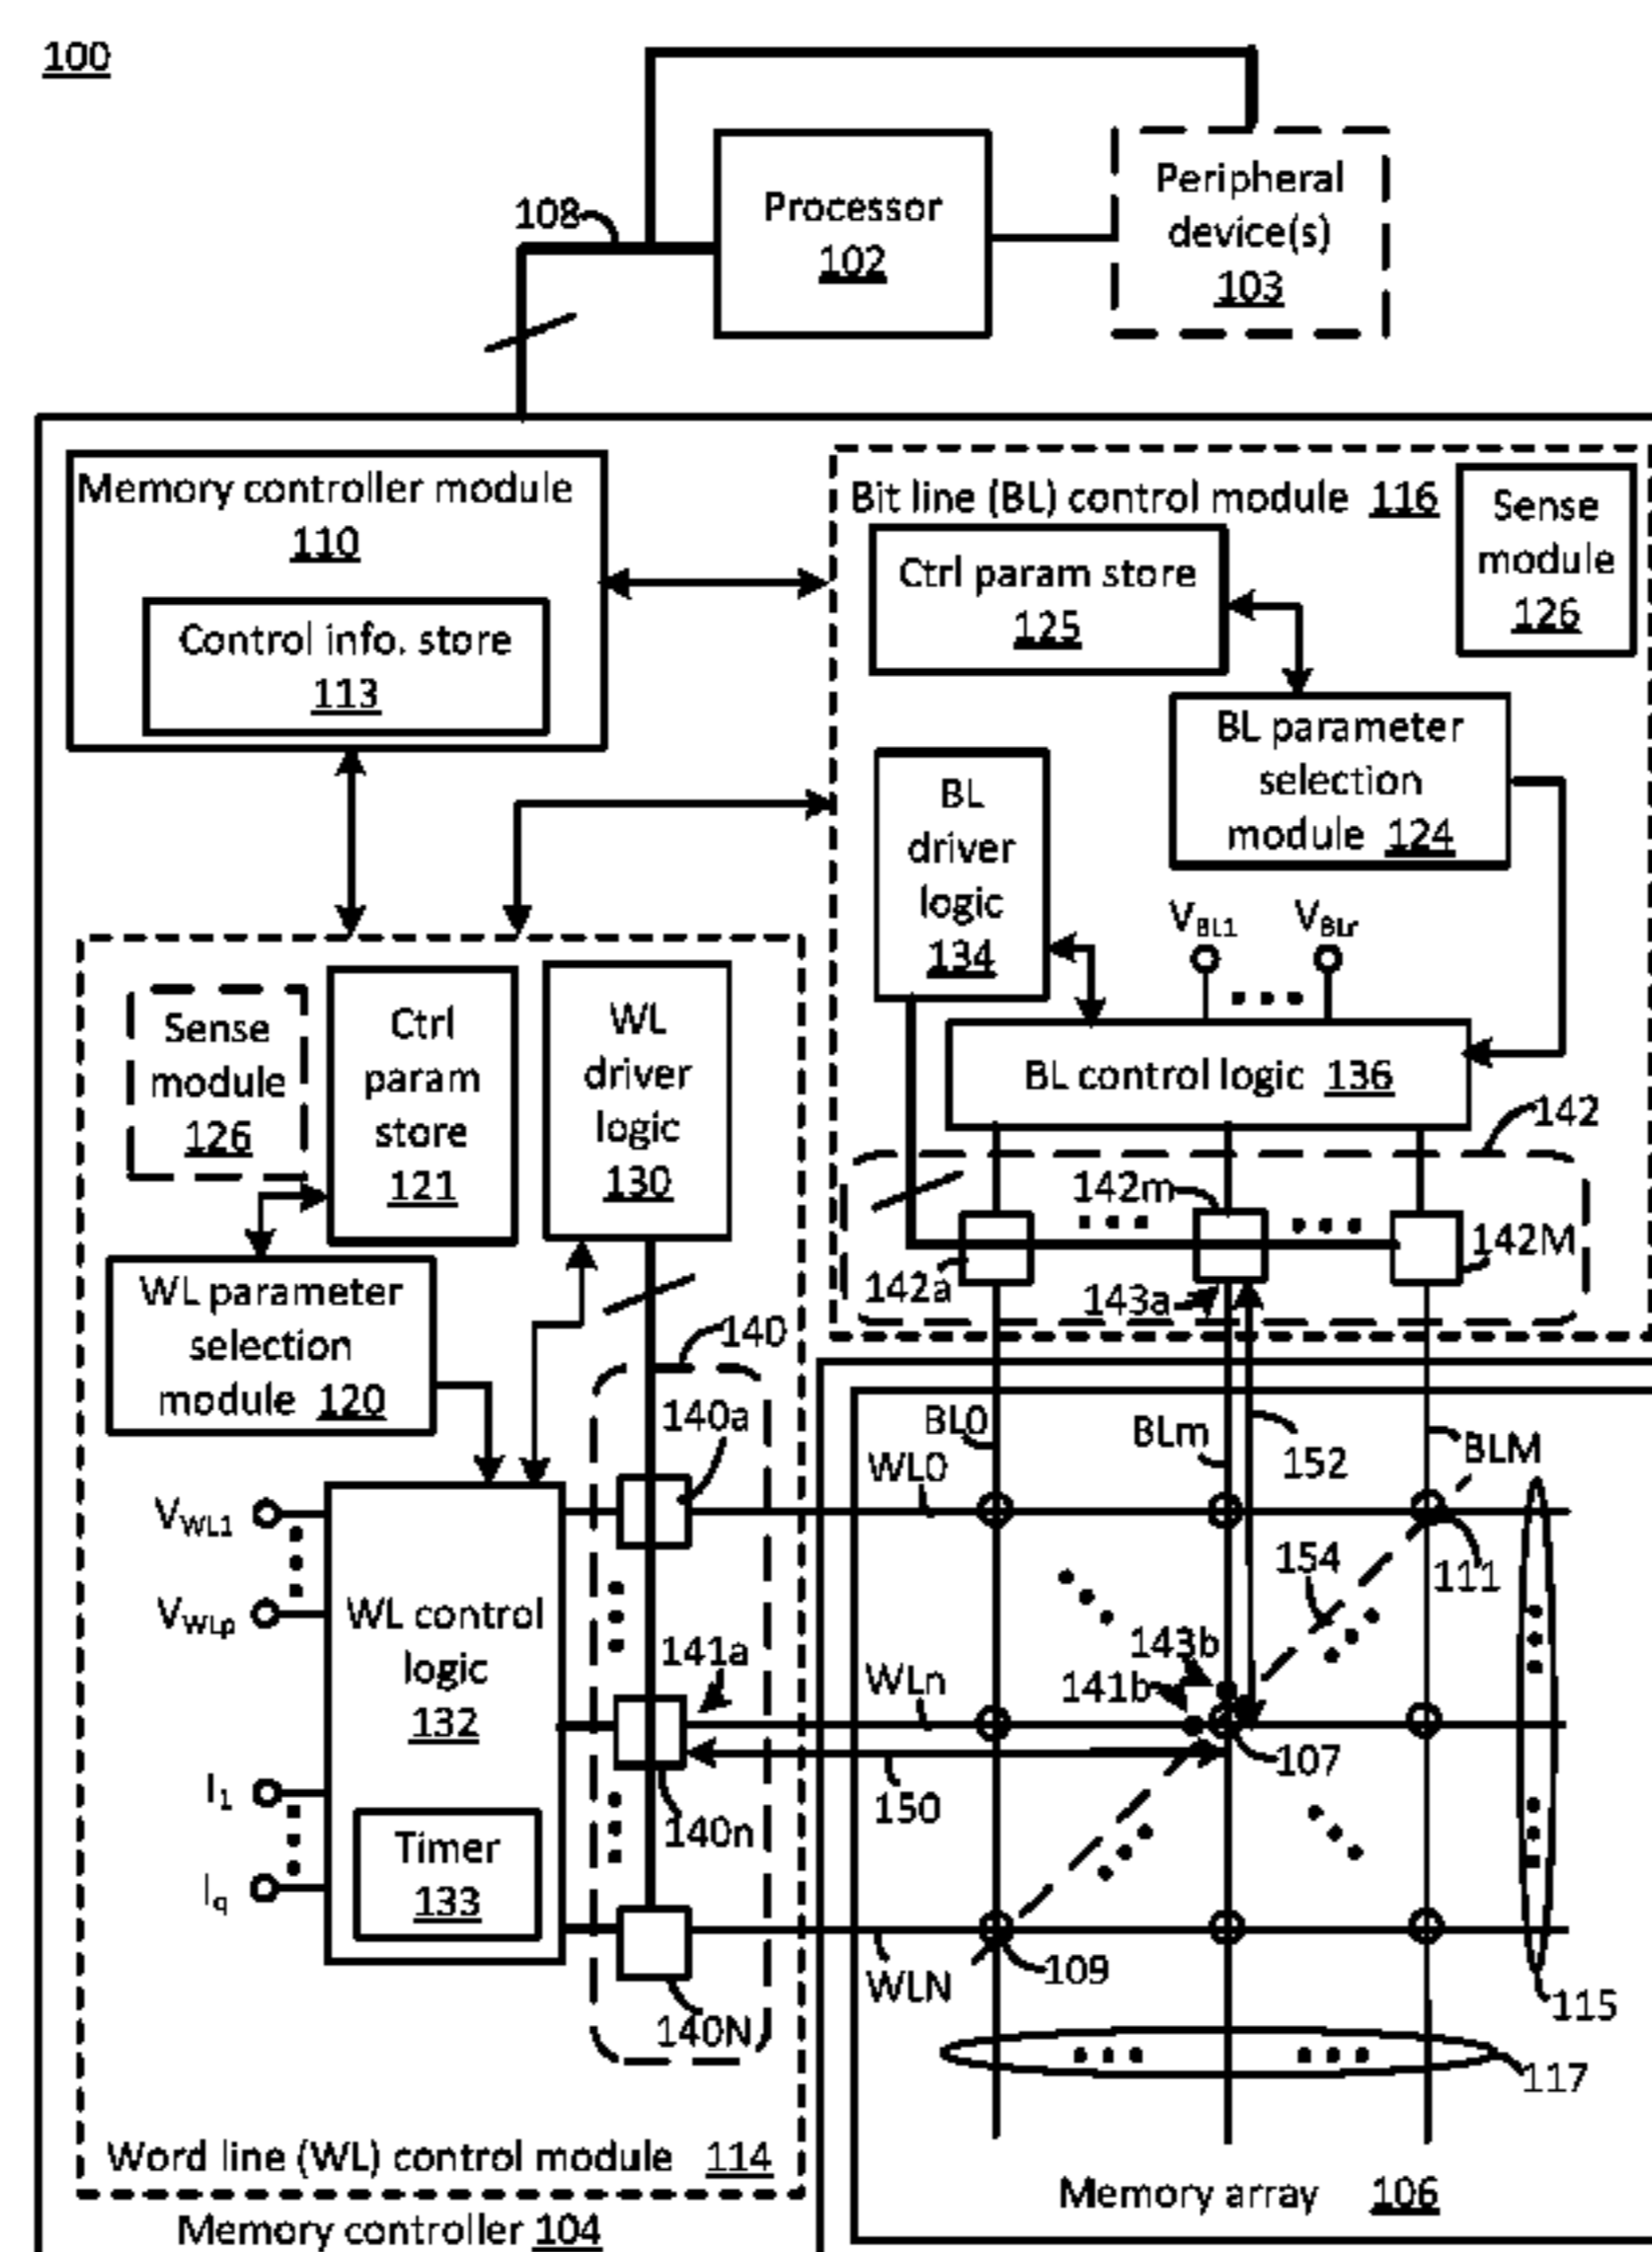 100
108
Processor
102
Peripheral
device(s)
103
Memory controller module
110
Control info. store
113
Bit line (BL) control module 116
Sense
module
126
Ctrl param store
125
BL parameter
selection
module 124
BL
driver
logic
134
VBL1
VBLr
BL control logic 136
142
142m
142a
142M
143a
Sense
module
126
Ctrl
param
store
121
WL
driver
logic
130
WL parameter
selection
module 120
140
140a
VWL1
VWLp
WL control
logic
132
I1
Iq
Timer
133
141a
140n
140N
BL0
WL0
BLm
152
BLM
111
154
143b
141b
WLn
107
150
WLN
109
115
117
Word line (WL) control module 114
Memory controller 104
Memory array 106